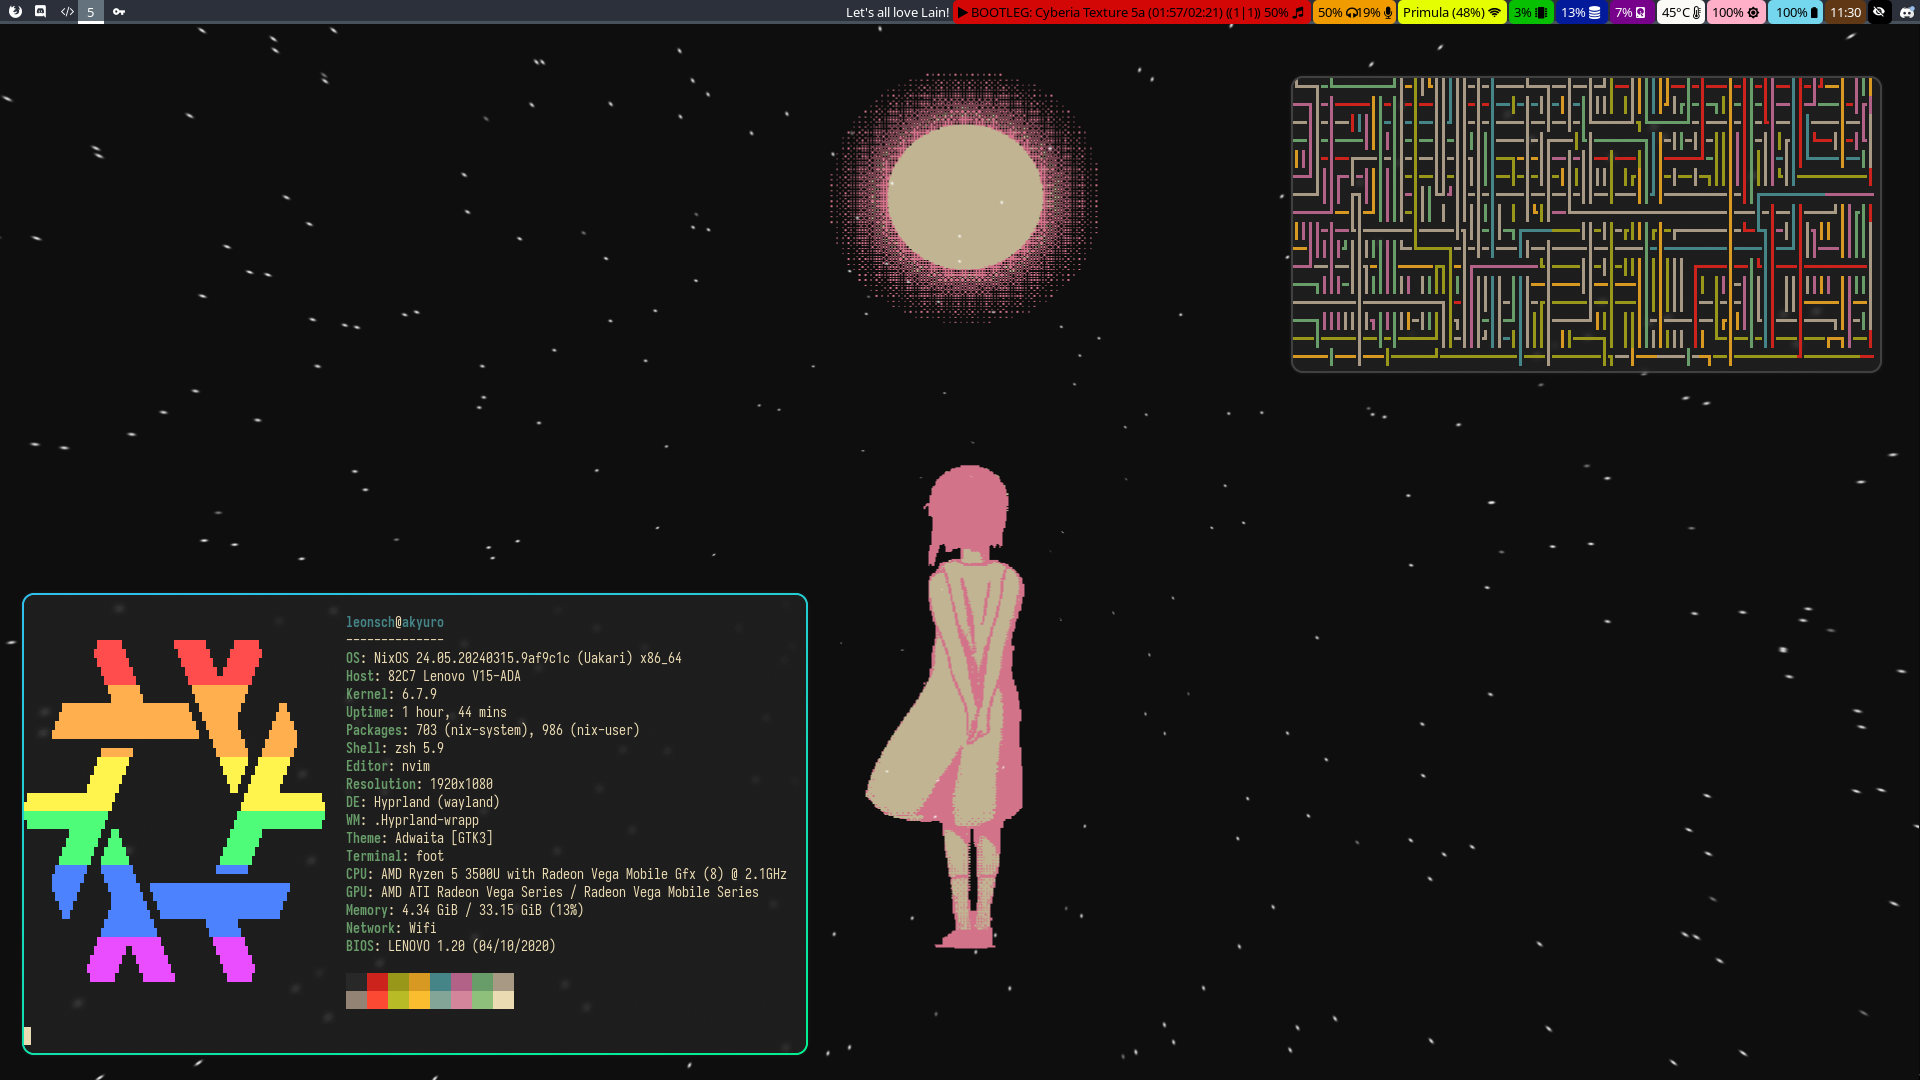 5
Let's all love Lain!
BOOTLEG: Cyberia Texture 5a (01:57/02:21) ((1|1)) 50%
50% 19%
Primula (48%)
3%
13%
7%
45°C
100%
100%
11:30
leonsch@akyuro
--------------
OS: NixOS 24.05.20240315.9af9c1c (Uakari) x86_64
Host: 82C7 Lenovo V15-ADA
Kernel: 6.7.9
Uptime: 1 hour, 44 mins
Packages: 703 (nix-system), 986 (nix-user)
Shell: zsh 5.9
Editor: nvim
Resolution: 1920x1080
DE: Hyprland (wayland)
WM: .Hyprland-wrapp
Theme: Adwaita [GTK3]
Terminal: foot
CPU: AMD Ryzen 5 3500U with Radeon Vega Mobile Gfx (8) @ 2.1GHz
GPU: AMD ATI Radeon Vega Series / Radeon Vega Mobile Series
Memory: 4.34 GiB / 33.15 GiB (13%)
Network: Wifi
BIOS: LENOVO 1.20 (04/10/2020)